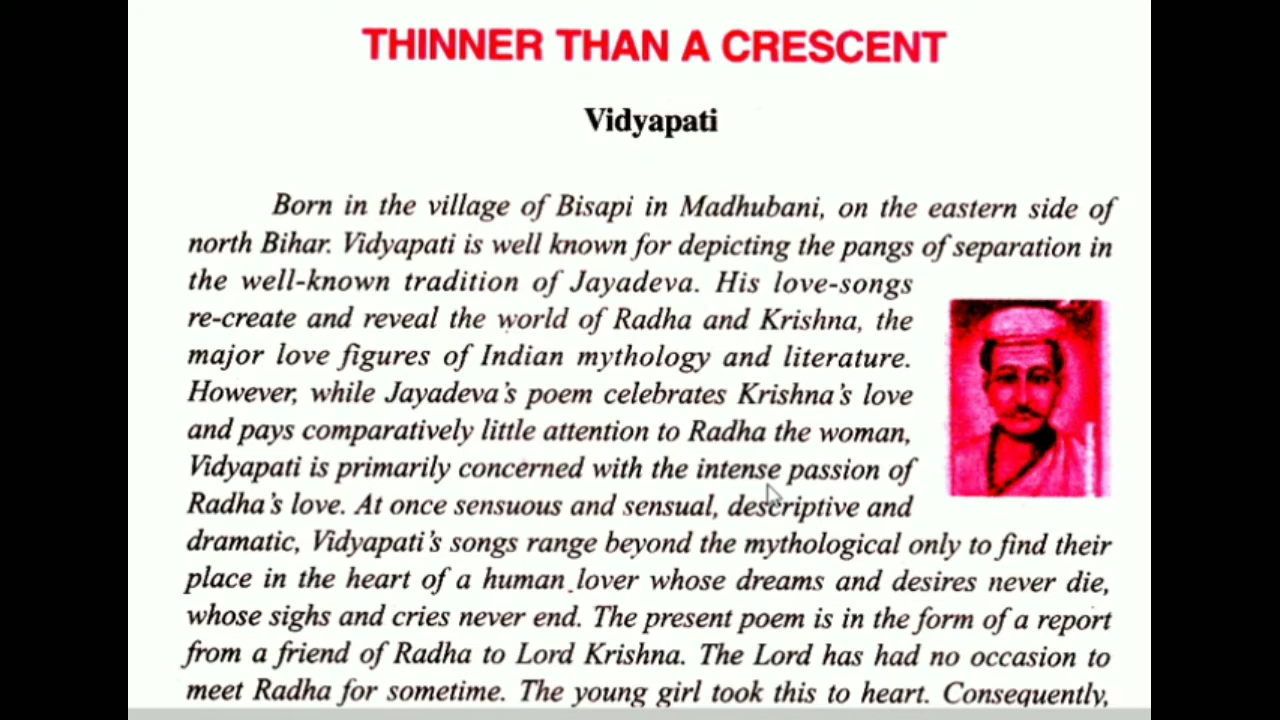 THINNER THAN A CRESCENT
Vidyapati
Born in the village of Bisapi in Madhubani, on the eastern side of
north Bihar. Vidyapati is well known for depicting the pangs of separation in
the well-known tradition of Jayadeva. His love-songs
re-create and reveal the world of Radha and Krishna, the
major love figures of Indian mythology and literature.
However, while Jayadeva's poem celebrates Krishna's love
and pays comparatively little attention to Radha the woman,
Vidyapati is primarily concerned with the intense passion of
Radha's love. At once sensuous and sensual, descriptive and
dramatic, Vidyapati's songs range beyond the mythological only to find their
place in the heart of a human lover whose dreams and desires never die,
whose sighs and cries never end. The present poem is in the form of a report
from a friend of Radha to Lord Krishna. The Lord has had no occasion to
meet Radha for sometime. The young girl took this to heart. Consequently,